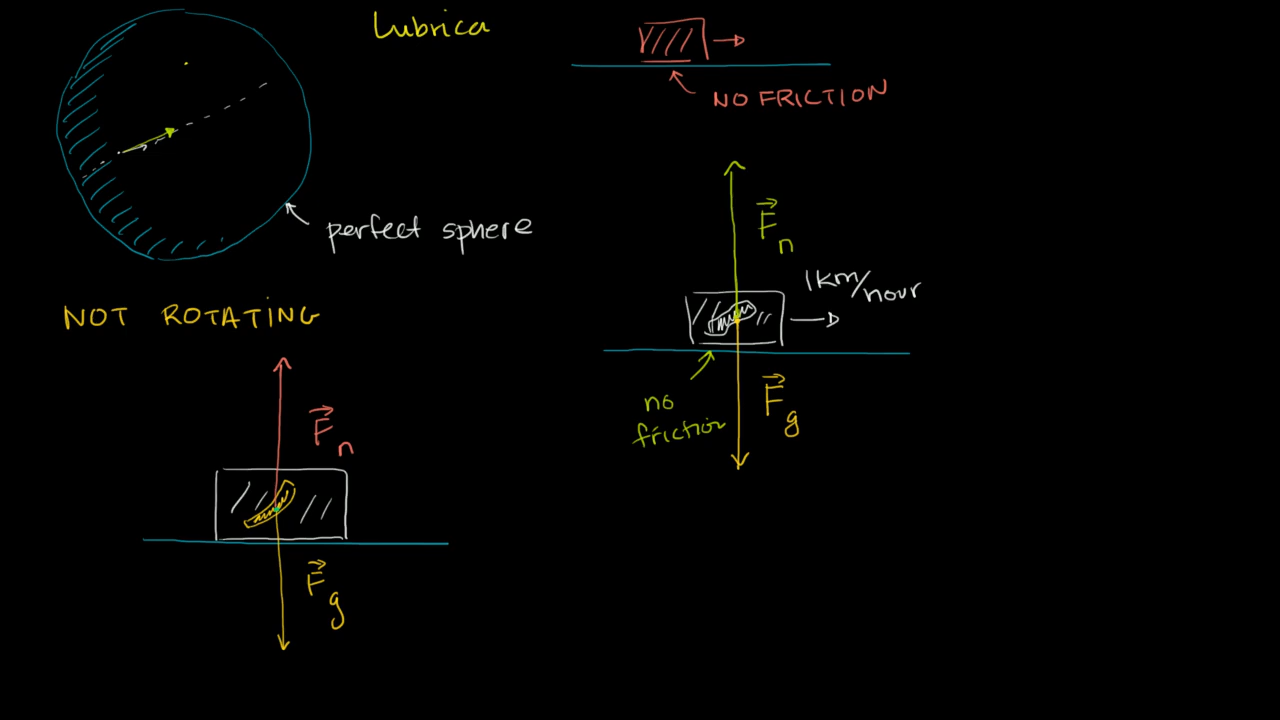 Lubrica
NO FRICTION
perfect sphere
NOT ROTATING
F n
F g
F n
1km/hour
no
friction
F g